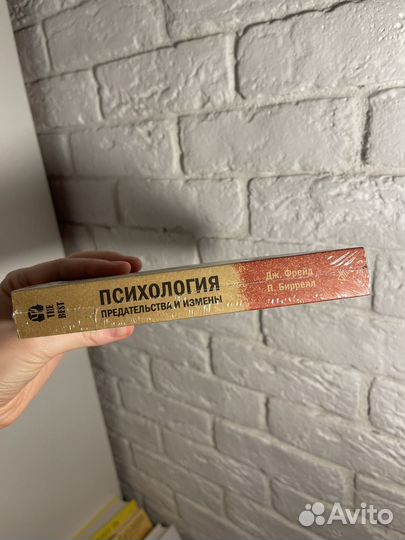 THE
BEST
ПСИХОЛОГИЯ
ПРЕДАТЕЛЬСТВА И ИЗМЕНЫ
Дж. Фрейд
П. Биррелл
Avito